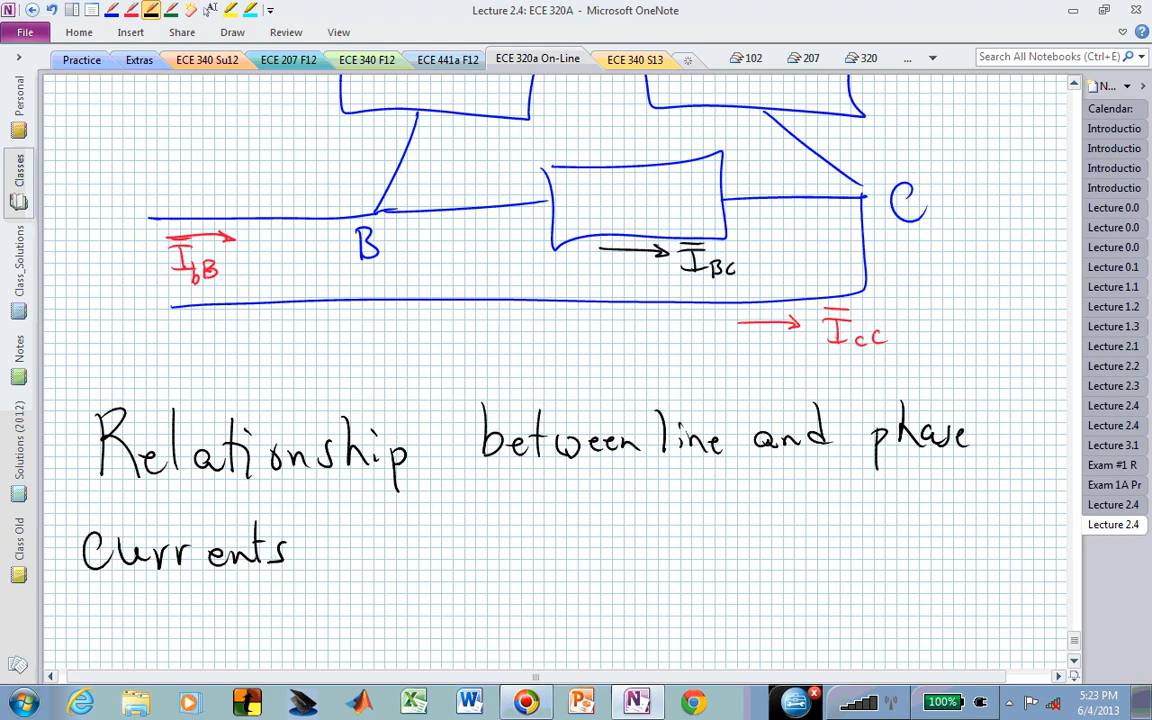 Lecture 2.4: ECE 320A - Microsoft OneNote
File Home Insert Share Draw Review View
Practice Extras ECE 340 Su12 ECE 207 F12 ECE 340 F12 ECE 441a F12 ECE 320a On-Line ECE 340 S13 102 207 320 ... Search All Notebooks (Ctrl+E)
N...
Personal
Classes
Class_Solutions
Notes
Solutions (2012)
Class Old
C
B
I bB
I BC
I cC
Relationship between line and phase
currents
Calendar:
Introductio
Introductio
Introductio
Introductio
Lecture 0.0
Lecture 0.0
Lecture 0.0
Lecture 0.1
Lecture 1.1
Lecture 1.2
Lecture 1.3
Lecture 2.1
Lecture 2.2
Lecture 2.3
Lecture 2.4
Lecture 2.4
Lecture 3.1
Exam #1 R
Exam 1A Pr
Lecture 2.4
Lecture 2.4
100%
5:23 PM
6/4/2013